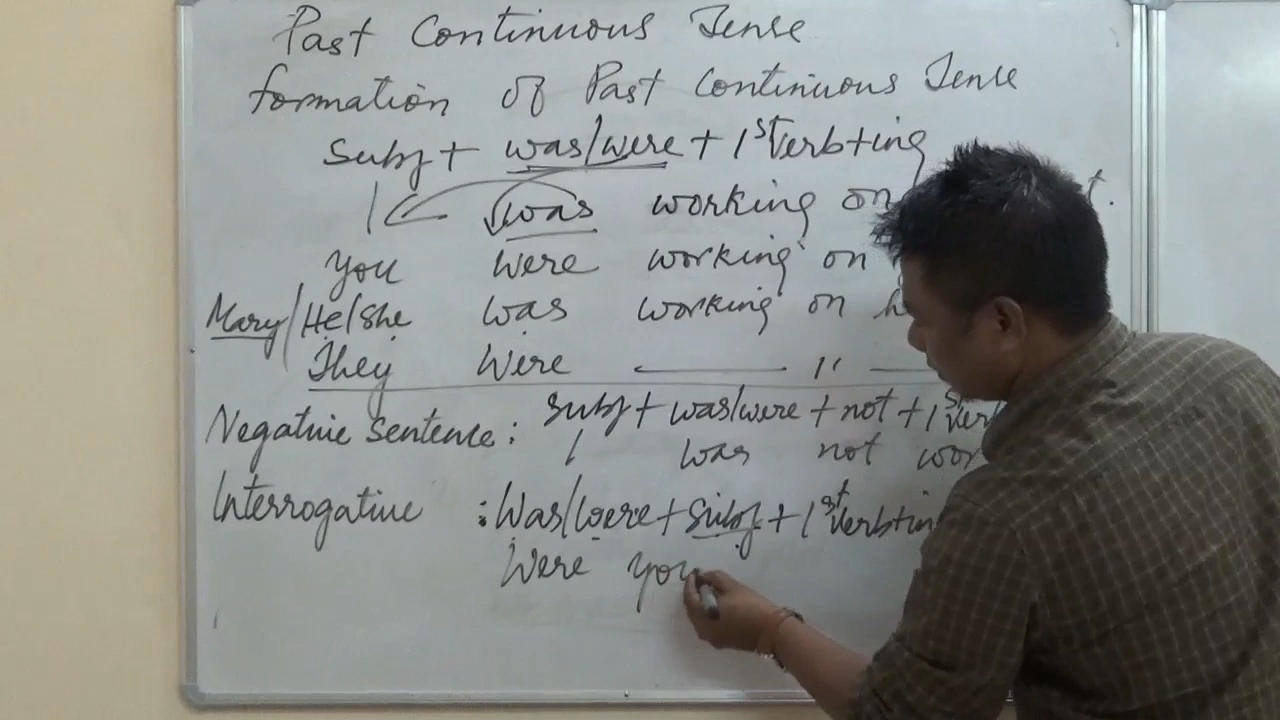 Past Continuous Tense
formation of Past Continuous Tense
Subj + was/were + 1st verb+ing
I was working on
You were working on
Mary/He/She was working on
They were ——— " ———
Negative Sentence : Subj + was/were + not + 1st
I was not
Interrogative : Was/were + Subj + 1st Verb+in
Were you